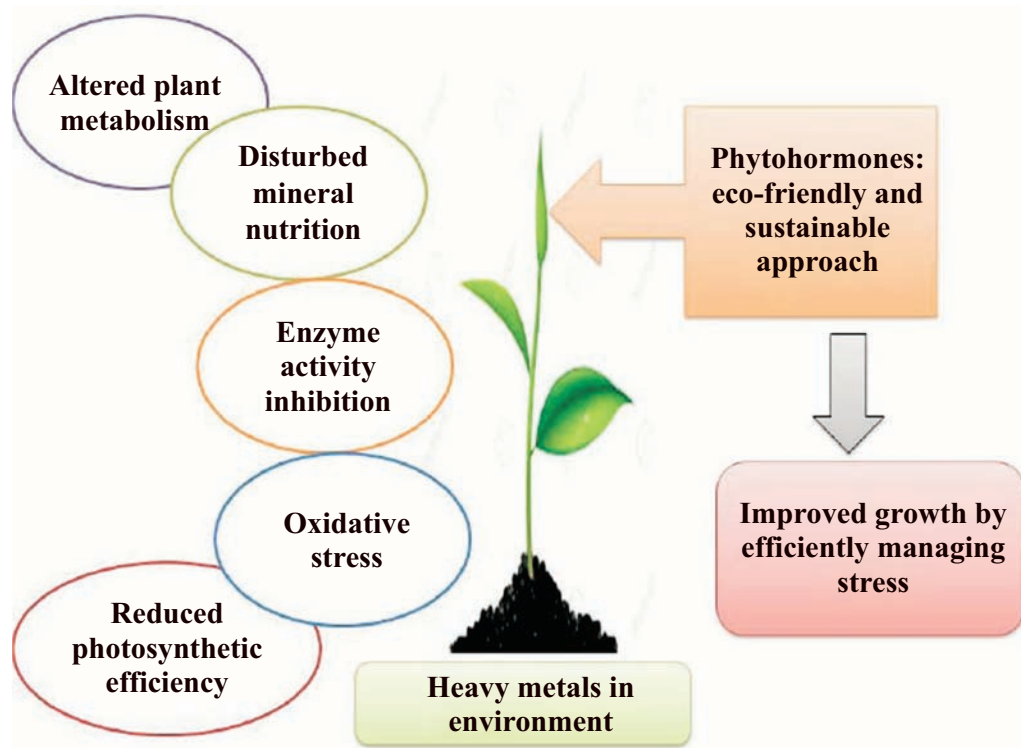 Altered plant
metabolism
Disturbed
mineral
nutrition
Enzyme
activity
inhibition
Oxidative
stress
Reduced
photosynthetic
efficiency
Heavy metals in
environment
Phytohormones:
eco-friendly and
sustainable
approach
Improved growth by
efficiently managing
stress